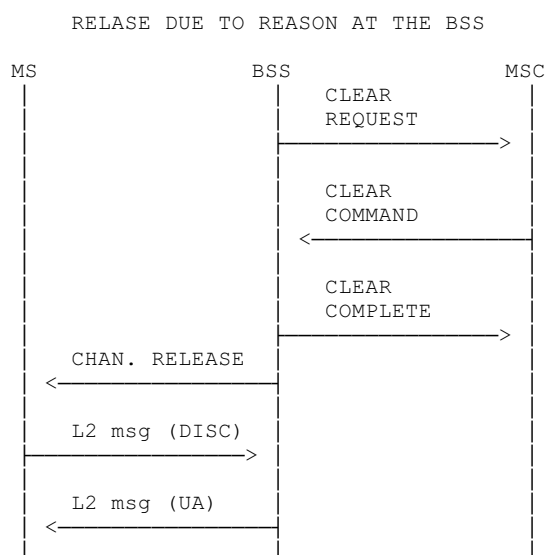 RELASE DUE TO REASON AT THE BSS
MS BSS MSC
CLEAR
REQUEST
CLEAR
COMMAND
CLEAR
COMPLETE
CHAN. RELEASE
L2 msg (DISC)
L2 msg (UA)